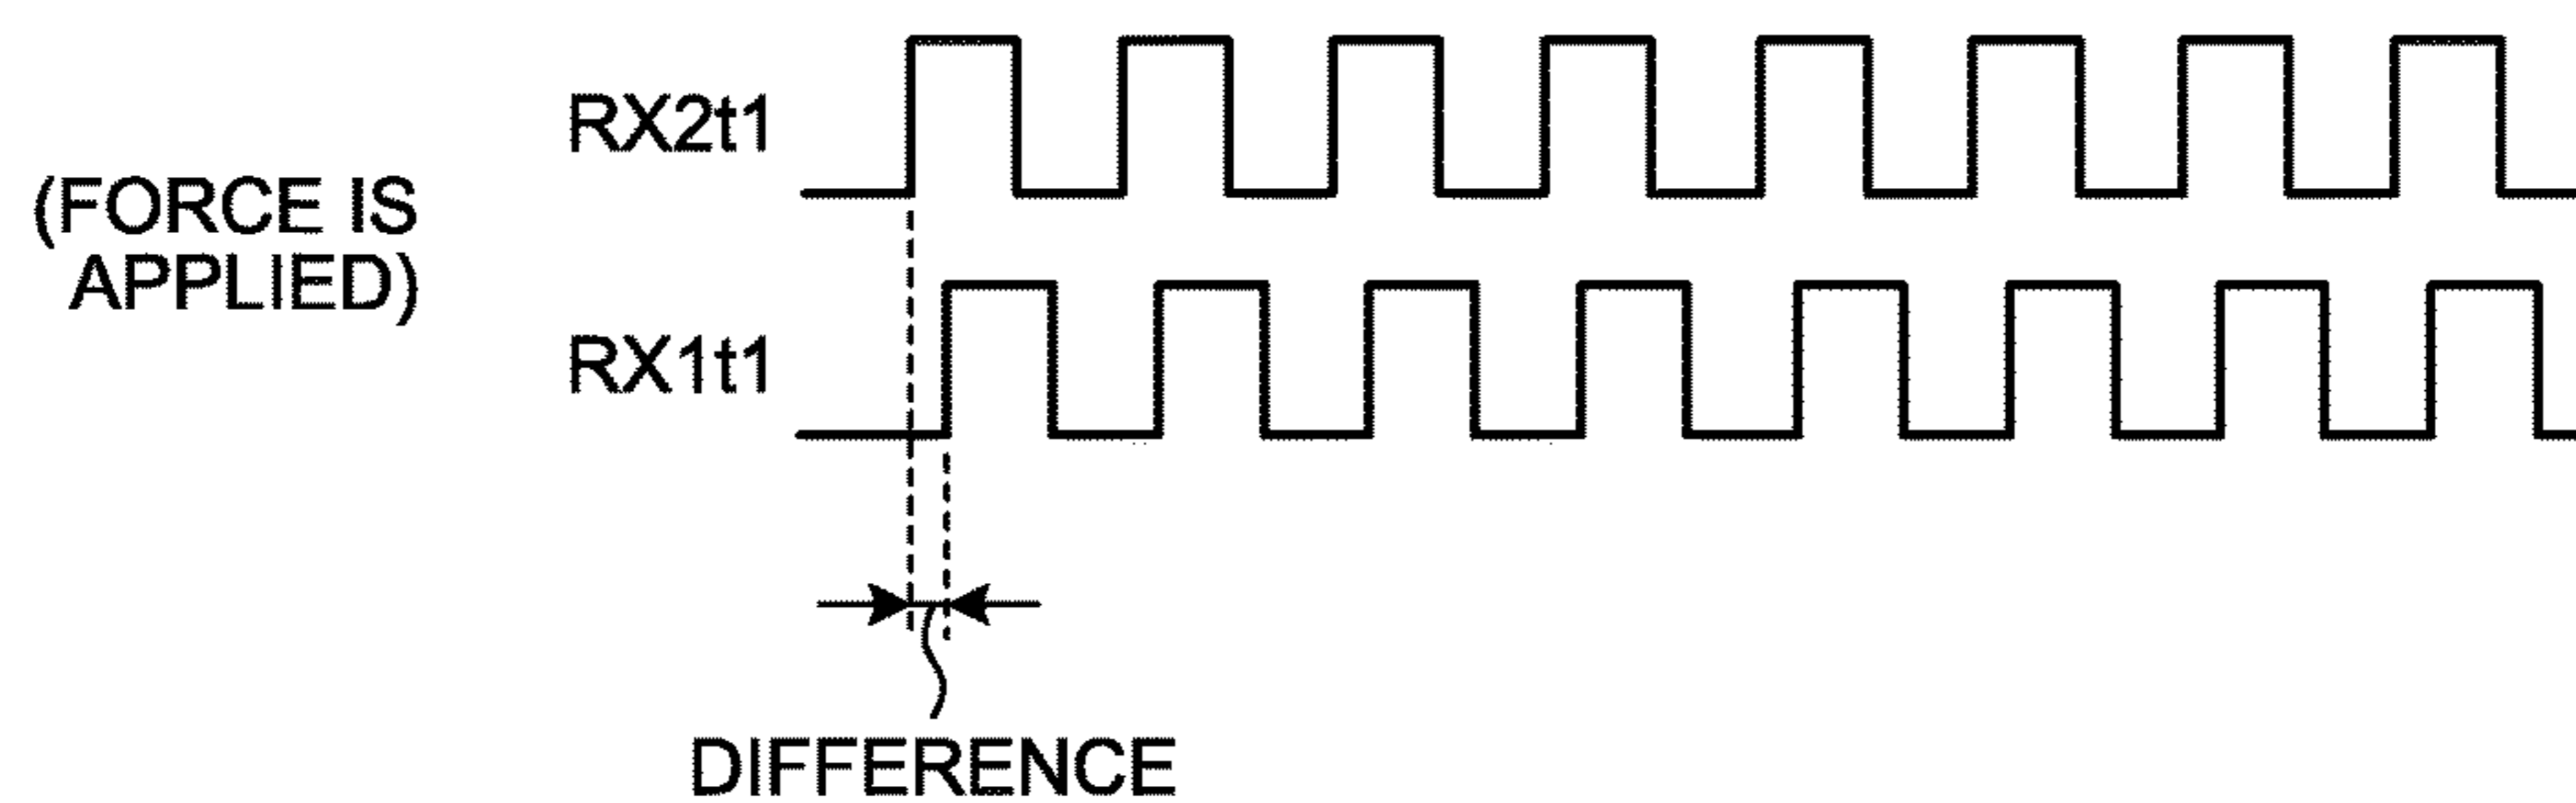 RX2t1
(FORCE IS
APPLIED)
RX1t1
DIFFERENCE